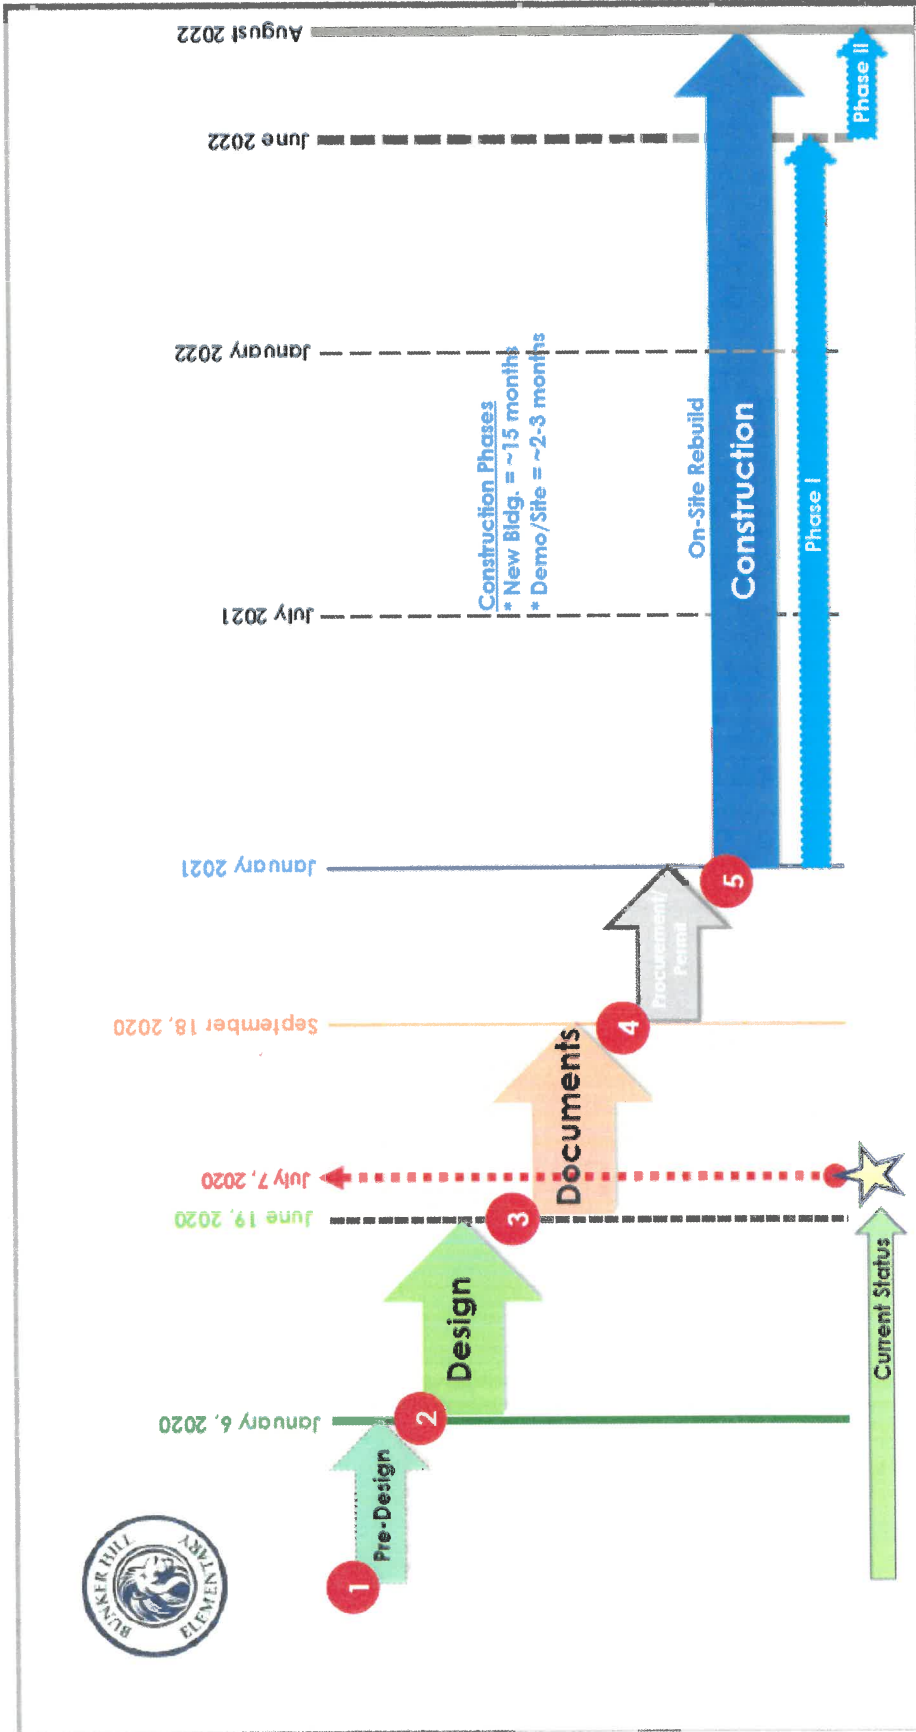 BUNKER HILL
ELEMENTARY
January 6, 2020
June 19, 2020
July 7, 2020
September 18, 2020
January 2021
July 2021
January 2022
June 2022
August 2022
1
Pre-Design
2
Design
3
Documents
4
Procurement/
Permit
5
Construction Phases
* New Bldg. = ~15 months
* Demo/Site = ~2-3 months
On-Site Rebuild
Construction
Phase I
Phase II
Current Status